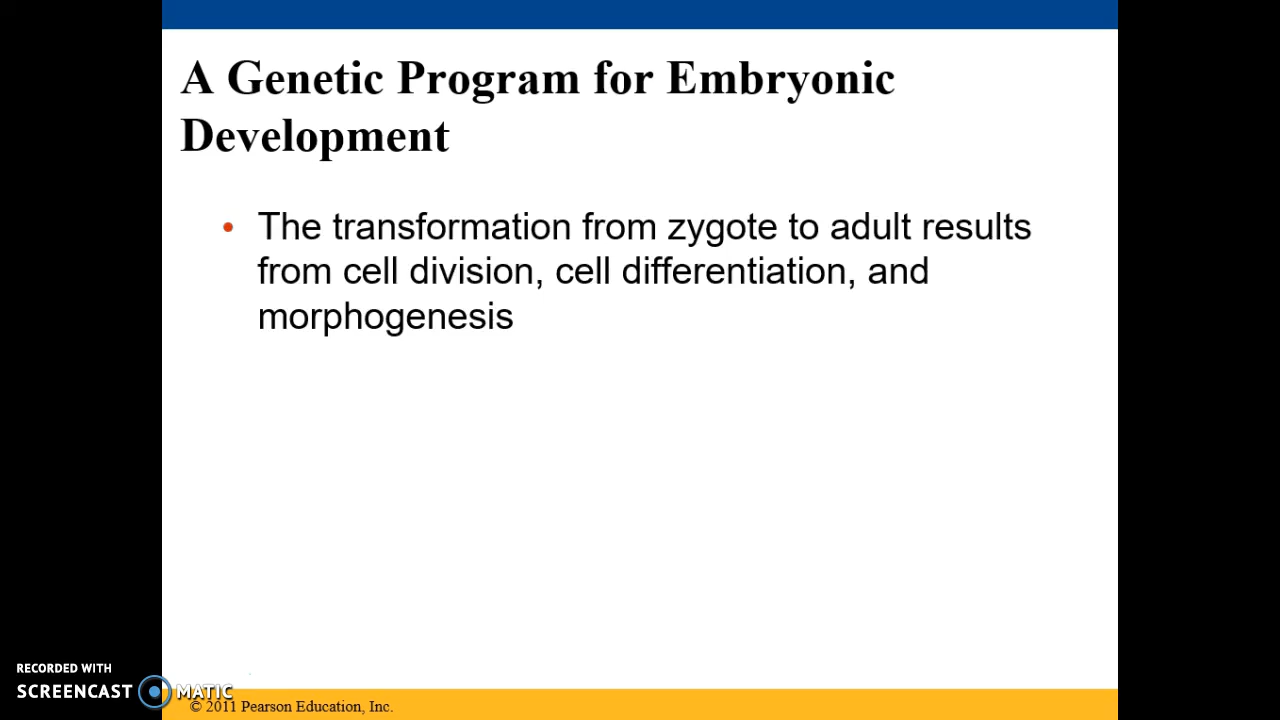 A Genetic Program for Embryonic
Development
• The transformation from zygote to adult results
from cell division, cell differentiation, and
morphogenesis
RECORDED WITH
SCREENCAST MATIC
© 2011 Pearson Education, Inc.